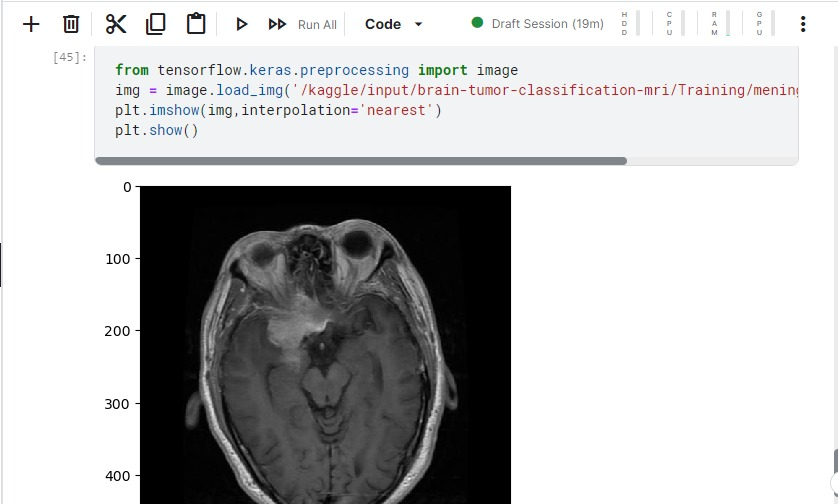 Run All
Code
Draft Session (19m)
HDD
CPU
RAM
GPU
[45]:
from tensorflow.keras.preprocessing import image
img = image.load_img('/kaggle/input/brain-tumor-classification-mri/Training/mening
plt.imshow(img,interpolation='nearest')
plt.show()
0
100
200
300
400